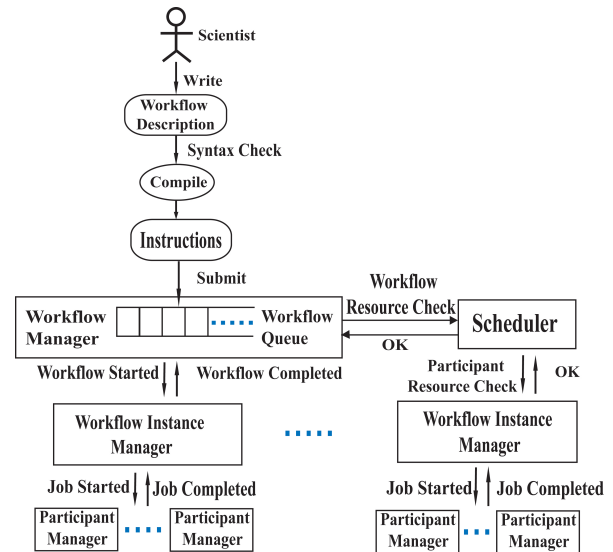 Scientist
Write
Workflow
Description
Syntax Check
Compile
Instructions
Submit
Workflow
Manager
Workflow
Queue
Workflow
Resource Check
OK
Scheduler
Workflow Started
Workflow Completed
Participant
Resource Check
OK
Workflow Instance
Manager
Workflow Instance
Manager
Job Started
Job Completed
Job Started
Job Completed
Participant
Manager
Participant
Manager
Participant
Manager
Participant
Manager